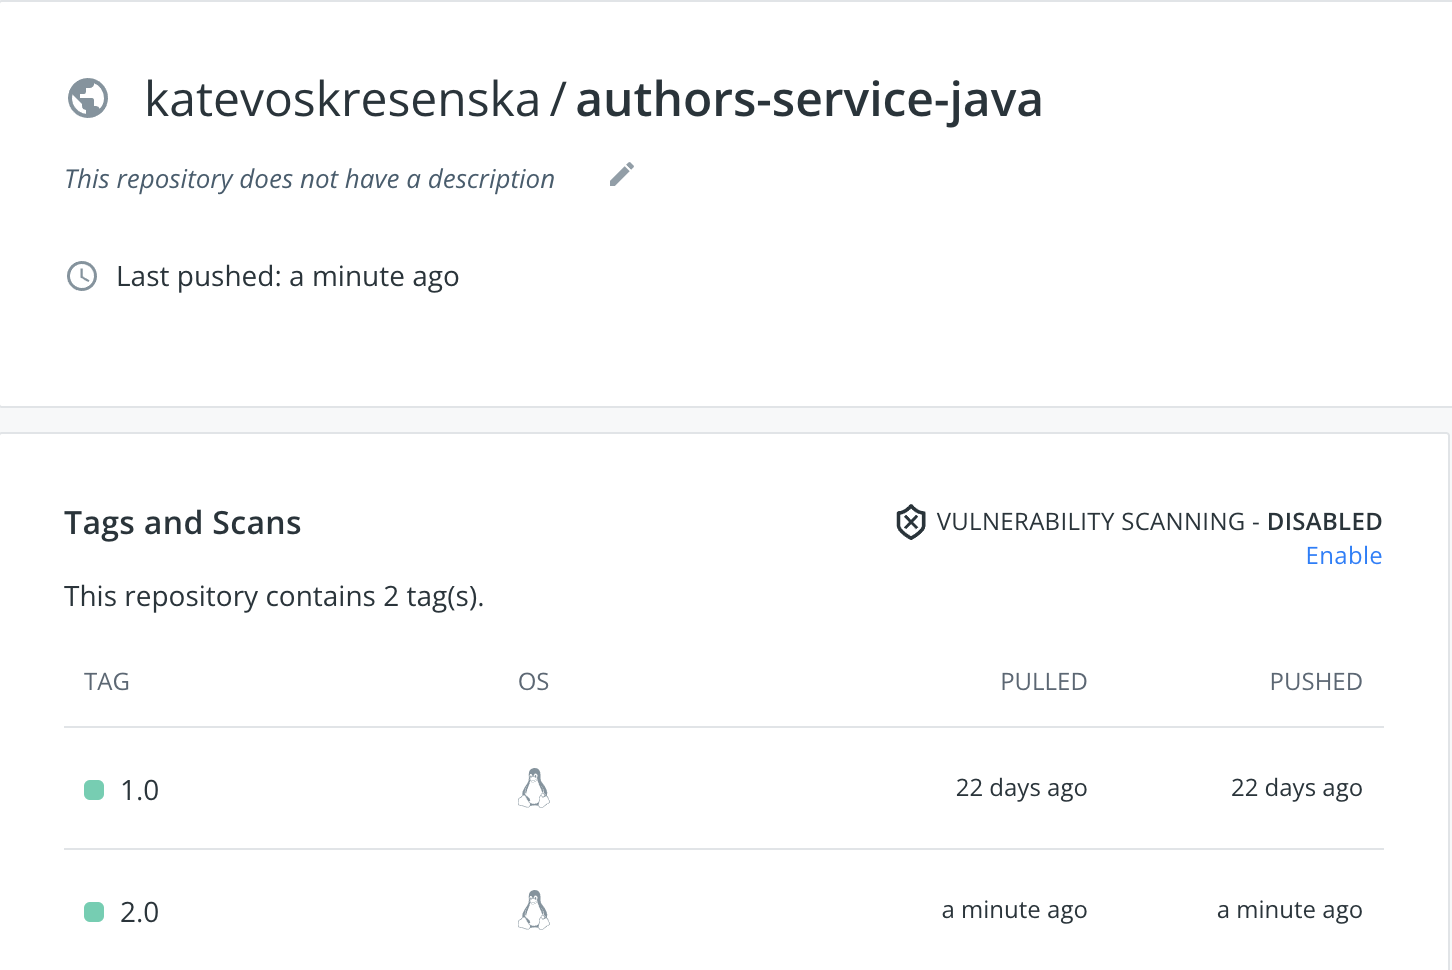 katevoskresenska / authors-service-java
This repository does not have a description
Last pushed: a minute ago
Tags and Scans
VULNERABILITY SCANNING - DISABLED
Enable
This repository contains 2 tag(s).
TAG OS PULLED PUSHED
1.0 22 days ago 22 days ago
2.0 a minute ago a minute ago